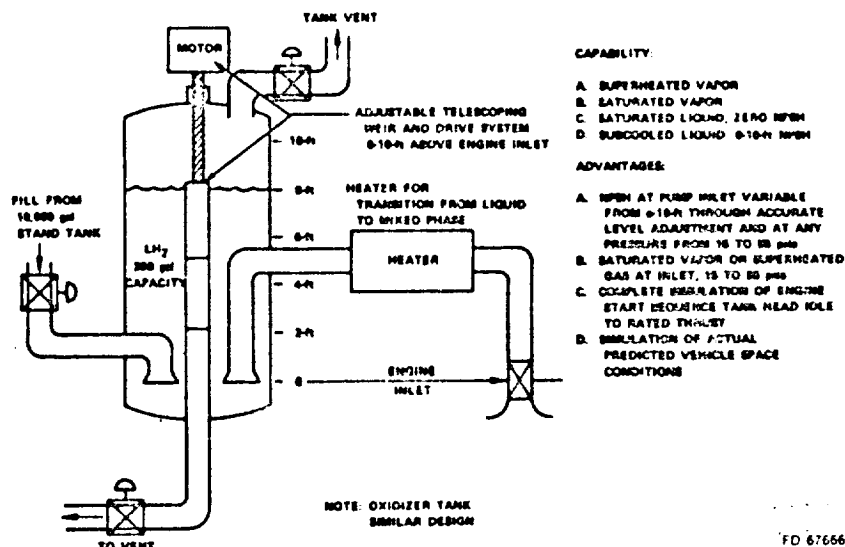 TANK VENT
MOTOR
ADJUSTABLE TELESCOPING
WEIR AND DRIVE SYSTEM
0-10-ft ABOVE ENGINE INLET
10-ft
8-ft
HEATER FOR
TRANSITION FROM LIQUID
TO MIXED PHASE
6-ft
HEATER
4-ft
2-ft
0
ENGINE
INLET
FILL FROM
10,000 gal
STAND TANK
LH2
gal
CAPACITY
TO VENT
NOTE: OXIDIZER TANK
SIMILAR DESIGN
CAPABILITY:
A. SUPERHEATED VAPOR
B. SATURATED VAPOR
C. SATURATED LIQUID, ZERO NPSH
D. SUBCOOLED LIQUID 0-10-ft NPSH
ADVANTAGES:
A. NPSH AT PUMP INLET VARIABLE
FROM 0-10-ft THROUGH ACCURATE
LEVEL ADJUSTMENT AND AT ANY
PRESSURE FROM TO psia
B. SATURATED VAPOR OR SUPERHEATED
GAS AT INLET, TO psia
C. COMPLETE OF ENGINE
START SEQUENCE TANK HEAD IDLE
TO RATED THRUST
D. SIMULATION OF ACTUAL
PREDICTED VEHICLE SPACE
CONDITIONS
FD 67666